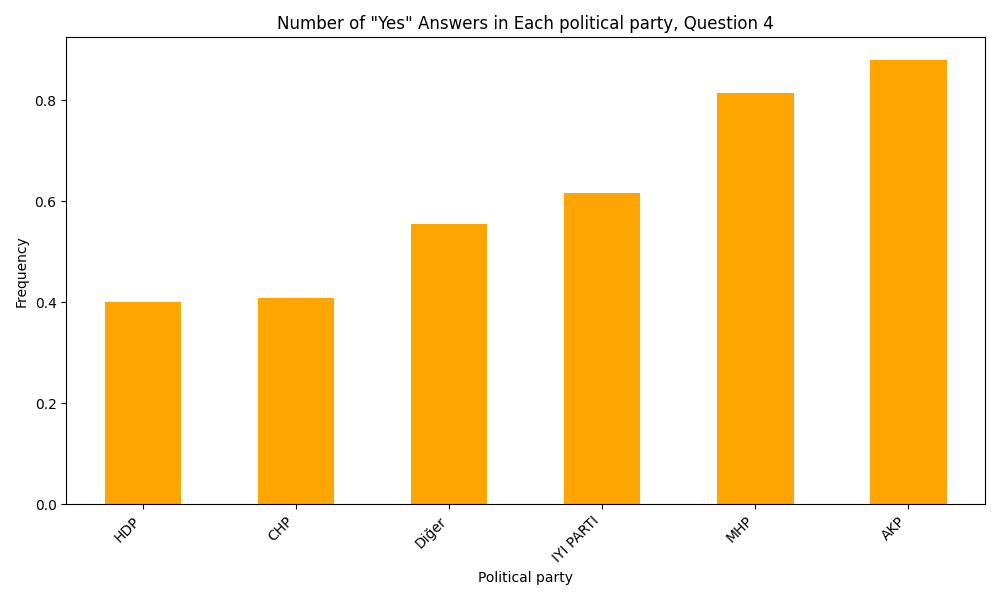 Number of "Yes" Answers in Each political party, Question 4
Frequency
0.8
0.6
0.4
0.2
0.0
HDP
CHP
Diğer
IYI PARTI
MHP
AKP
Political party